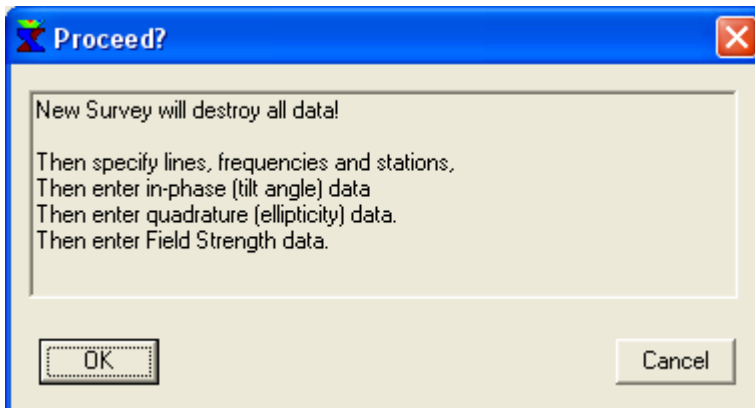 Proceed?
New Survey will destroy all data!
Then specify lines, frequencies and stations,
Then enter in-phase (tilt angle) data
Then enter quadrature (ellipticity) data.
Then enter Field Strength data.
OK
Cancel